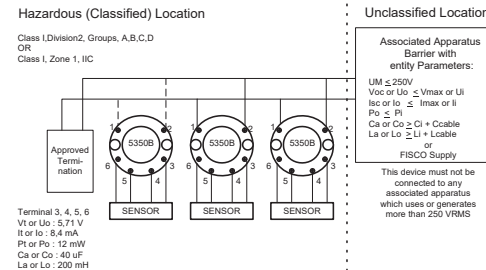 Hazardous (Classified) Location
Class I,Division2, Groups, A,B,C,D
OR
Class I, Zone 1, IIC
Approved
Termi-
nation
1
2
5350B
6
3
5
4
SENSOR
1
2
5350B
6
3
5
4
SENSOR
1
2
5350B
6
3
5
4
SENSOR
Terminal 3, 4, 5, 6
Vt or Uo : 5,71 V
It or Io : 8,4 mA
Pt or Po : 12 mW
Ca or Co : 40 uF
La or Lo : 200 mH
Unclassified Location
Associated Apparatus
Barrier with
entity Parameters:
UM ≤ 250V
Voc or Uo ≤ Vmax or Ui
Isc or Io ≤ Imax or Ii
Po ≤ Pi
Ca or Co ≥ Ci + Ccable
La or Lo ≥ Li + Lcable
or
FISCO Supply
This device must not be
connected to any
associated apparatus
which uses or generates
more than 250 VRMS